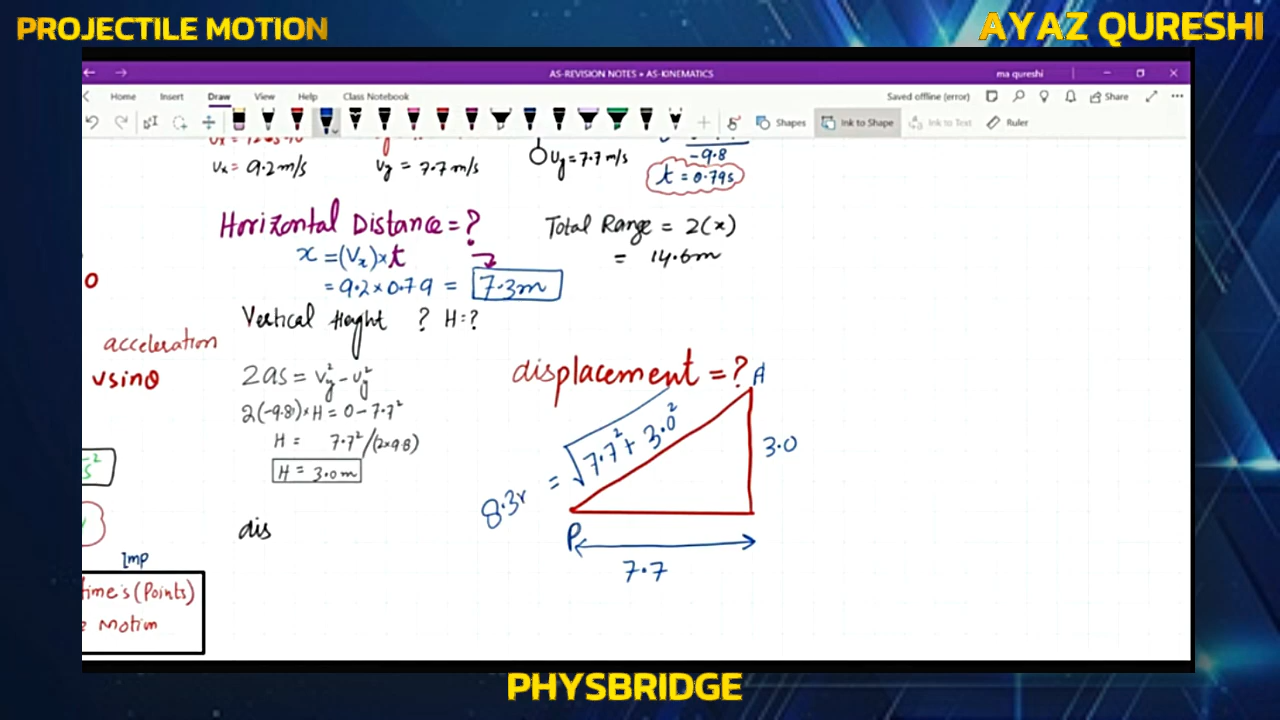 PROJECTILE MOTION
AYAZ QURESHI
AS-REVISION NOTES » AS-KINEMATICS
ma qureshi
Home Insert Draw View Help Class Notebook
Saved offline (error) Share
Shapes Ink to Shape Ink to Text Ruler
Vx = 9.2 m/s
Vy = 7.7 m/s
Uy = 7.7 m/s
-9.8
t = 0.79s
Horizontal Distance = ?
x = (Vx) × t
= 9.2 × 0.79 = 7.3m
Total Range = 2(x)
= 14.6m
Vertical Height ? H = ?
acceleration
vsinθ
2as = Vy² - Uy²
2(-9.8) × H = 0 - 7.7²
H = 7.7² / (2×9.8)
H = 3.0 m
displacement = ?
A
3.0
8.3 = √7.7² + 3.0²
P
7.7
dis
Imp
time's (Points)
Motion
PHYSBRIDGE